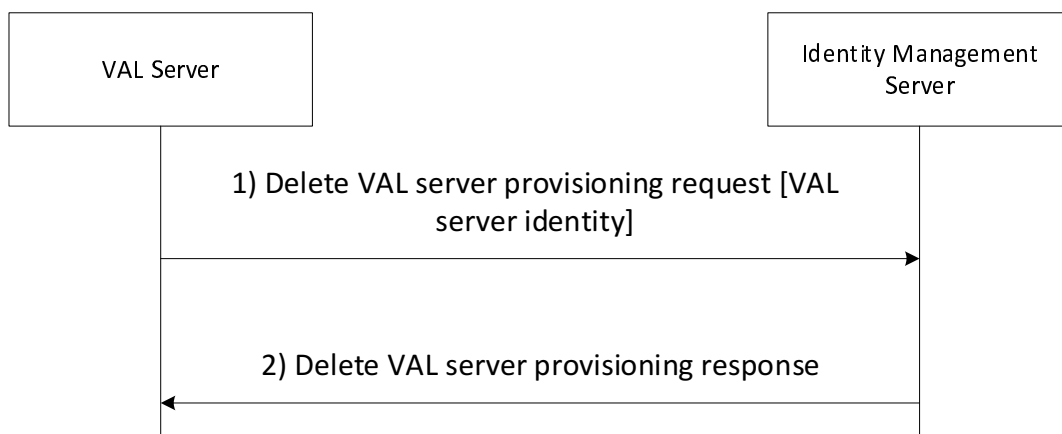 VAL Server
Identity Management
Server
1) Delete VAL server provisioning request [VAL
server identity]
2) Delete VAL server provisioning response